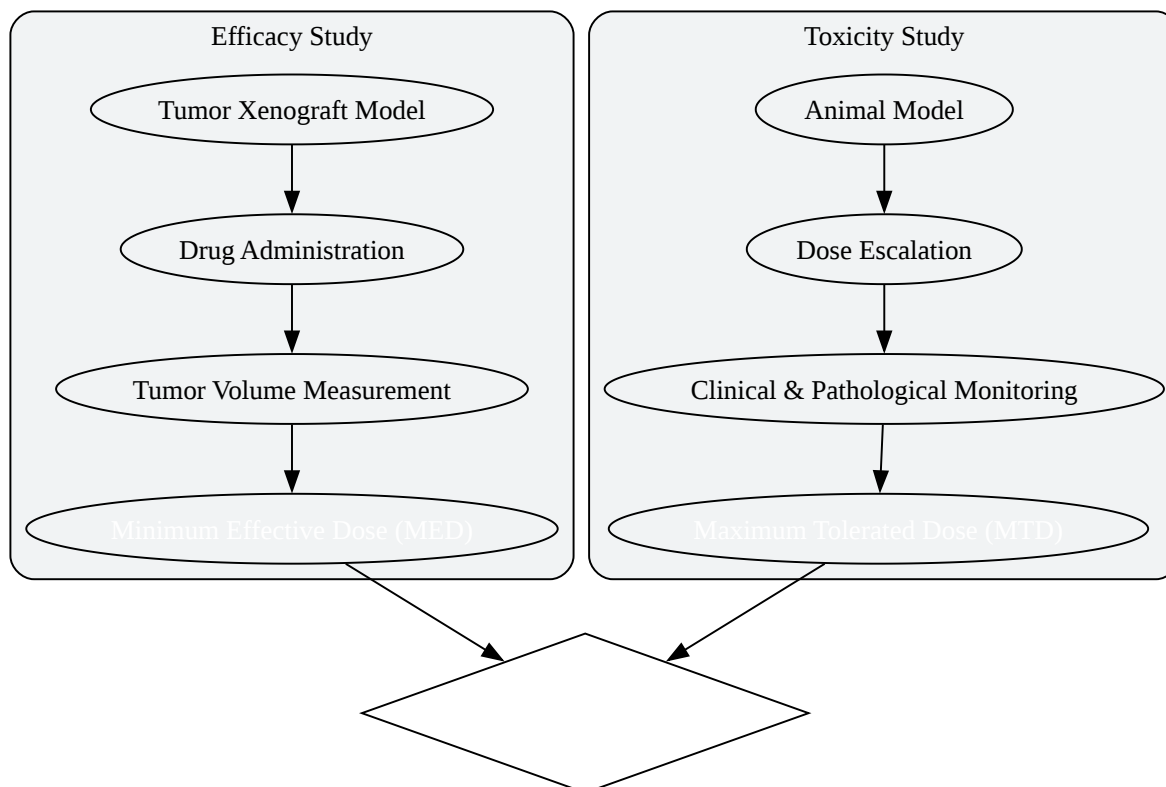 Efficacy Study
Tumor Xenograft Model
Drug Administration
Tumor Volume Measurement
Minimum Effective Dose (MED)
Toxicity Study
Animal Model
Dose Escalation
Clinical & Pathological Monitoring
Maximum Tolerated Dose (MTD)